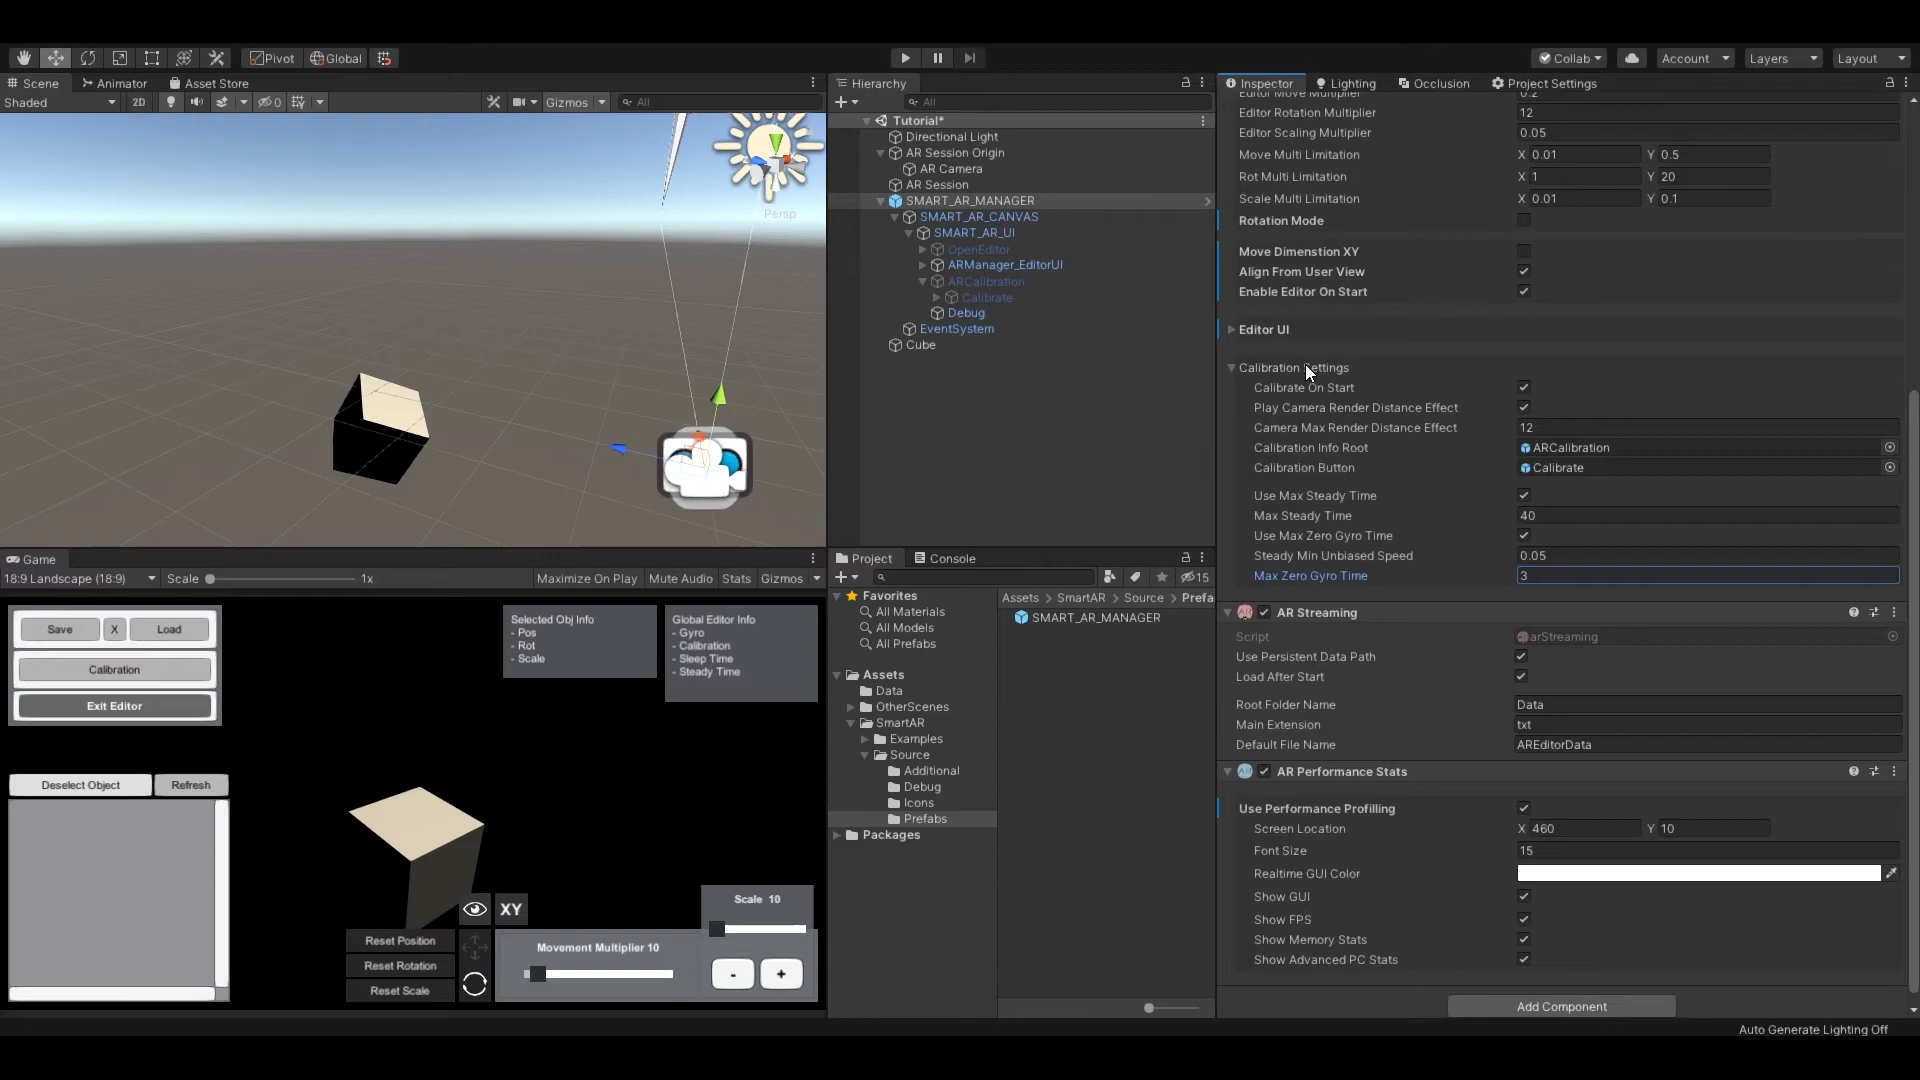 Pivot
Global
Collab
Account
Layers
Layout
Scene
Animator
Asset Store
Shaded
2D
0
Gizmos
All
Persp
Hierarchy
All
Tutorial*
Directional Light
AR Session Origin
AR Camera
AR Session
SMART_AR_MANAGER
SMART_AR_CANVAS
SMART_AR_UI
OpenEditor
ARManager_EditorUI
ARCalibration
Calibrate
Debug
EventSystem
Cube
Inspector
Lighting
Occlusion
Project Settings
Editor Move Multiplier 0.2
Editor Rotation Multiplier 12
Editor Scaling Multiplier 0.05
Move Multi Limitation X 0.01 Y 0.5
Rot Multi Limitation X 1 Y 20
Scale Multi Limitation X 0.01 Y 0.1
Rotation Mode
Move Dimenstion XY
Align From User View
Enable Editor On Start
Editor UI
Calibration Settings
Calibrate On Start
Play Camera Render Distance Effect
Camera Max Render Distance Effect 12
Calibration Info Root ARCalibration
Calibration Button Calibrate
Use Max Steady Time
Max Steady Time 40
Use Max Zero Gyro Time
Steady Min Unbiased Speed 0.05
Max Zero Gyro Time 3
AR Streaming
Script arStreaming
Use Persistent Data Path
Load After Start
Root Folder Name Data
Main Extension txt
Default File Name AREditorData
AR Performance Stats
Use Performance Profilling
Screen Location X 460 Y 10
Font Size 15
Realtime GUI Color
Show GUI
Show FPS
Show Memory Stats
Show Advanced PC Stats
Add Component
Auto Generate Lighting Off
Game
18:9 Landscape (18:9)
Scale
1x
Maximize On Play
Mute Audio
Stats
Gizmos
Save
X
Load
Calibration
Exit Editor
Selected Obj Info
- Pos
- Rot
- Scale
Global Editor Info
- Gyro
- Calibration
- Sleep Time
- Steady Time
Deselect Object
Refresh
Reset Position
Reset Rotation
Reset Scale
XY
Movement Multiplier 10
Scale 10
-
+
Project
Console
15
Favorites
All Materials
All Models
All Prefabs
Assets
Data
OtherScenes
SmartAR
Examples
Source
Additional
Debug
Icons
Prefabs
Packages
Assets > SmartAR > Source > Prefa
SMART_AR_MANAGER